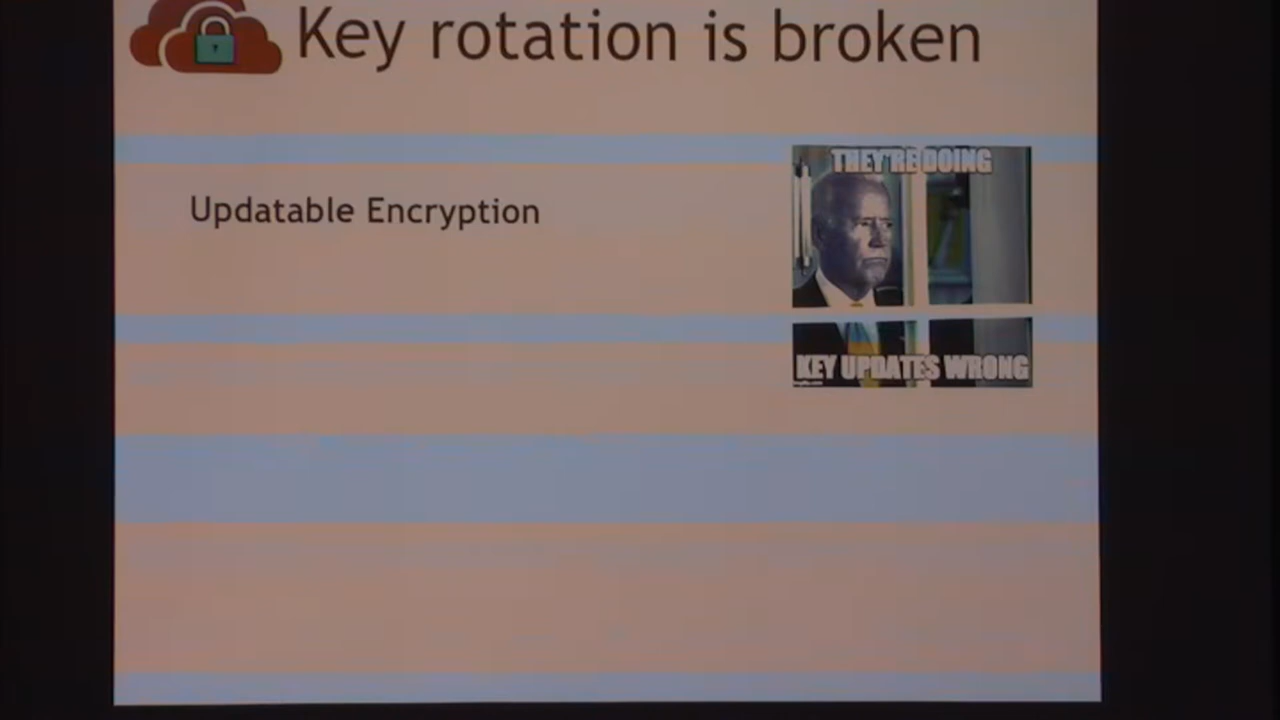 Key rotation is broken
Updatable Encryption
THEY'RE DOING
KEY UPDATES WRONG